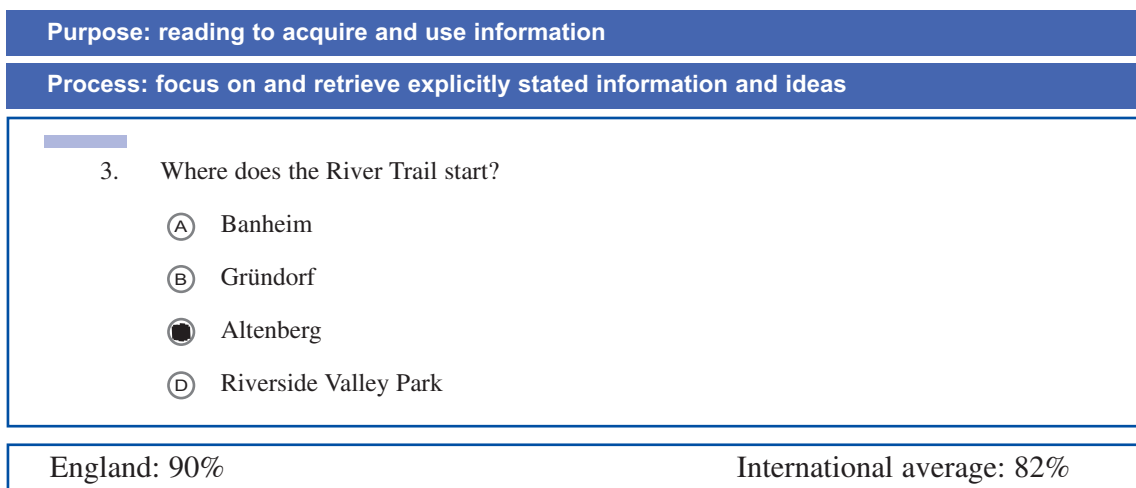 Purpose: reading to acquire and use information
Process: focus on and retrieve explicitly stated information and ideas
3. Where does the River Trail start?
A Banheim
B Gründorf
Altenberg
D Riverside Valley Park
England: 90% International average: 82%